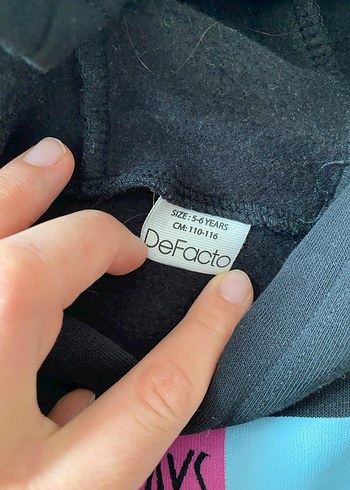 SIZE : 5-6 YEARS
CM: 110-116
DeFacto